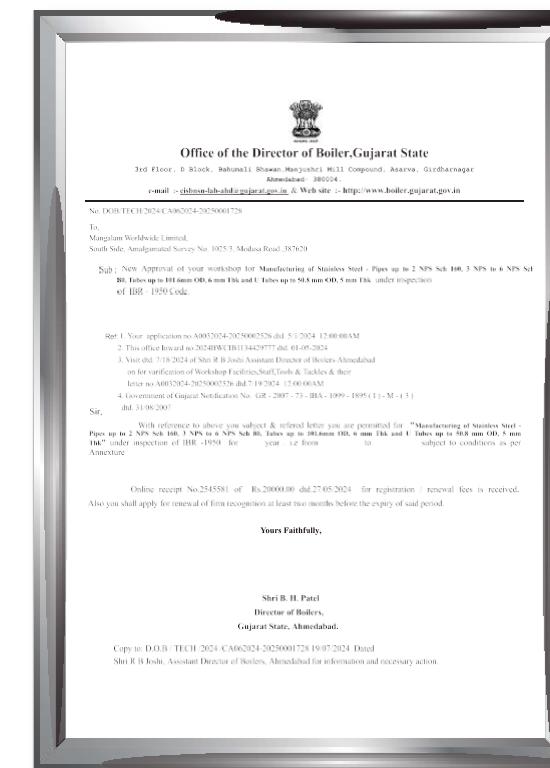 Office of the Director of Boiler,Gujarat State
3rd Floor, D Block, Bahumali Bhawan,Manjushri Mill Compound, Asarva, Girdharnagar
Ahmedabad- 380004.
e-mail :- cisbnsn-lab-ahd@gujarat.gov.in & Web site :- http://www.boiler.gujarat.gov.in
No. DOB/TECH/2024/CA062024-20250001728
To,
Mangalam Worldwide Limited,
South Side, Amalgamated Survey No. 1025/3, Modasa Road ,387620
Sub : New Approval of your workshop for Manufacturing of Stainless Steel - Pipes up to 2 NPS Sch 160, 3 NPS to 6 NPS Sch
80, Tubes up to 101.6mm OD, 6 mm Thk and U Tubes up to 50.8 mm OD, 5 mm Thk under inspection
of IBR - 1950 Code.
Ref: 1. Your application no.A0032024-20250002526 dtd. 5/1/2024 12:00:00AM
2. This office Inward no.2024BWCIB1134429777 dtd. 01-05-2024
3. Visit dtd. 7/18/2024 of Shri R B Joshi Assistant Director of Boilers-Ahmedabad
on for varification of Workshop Facilities,Staff,Tools & Tackles & their
letter no.A0032024-20250002526 dtd.7/19/2024 12:00:00AM
4. Government of Gujarat Notification No. GR - 2007 - 73 - IBA - 1099 - 1895 ( 1 ) - M - ( 3 )
dtd. 31/08/2007
Sir,
With reference to above you subject & refered letter you are permitted for "Manufacturing of Stainless Steel -
Pipes up to 2 NPS Sch 160, 3 NPS to 6 NPS Sch 80, Tubes up to 101.6mm OD, 6 mm Thk and U Tubes up to 50.8 mm OD, 5 mm
Thk" under inspection of IBR -1950 for year . i.e from to subject to conditions as per
Annexture
Online receipt No.2545581 of Rs.20000.00 dtd.27/05/2024 for registration / renewal fees is received.
Also you shall apply for renewal of firm recognition at least two months before the expiry of said period.
Yours Faithfully,
Shri B. H. Patel
Director of Boilers,
Gujarat State, Ahmedabad.
Copy to: D.O.B / TECH /2024 /CA062024-20250001728 19/07/2024 Dated
Shri R B Joshi, Assistant Director of Boilers, Ahmedabad for information and necessary action.